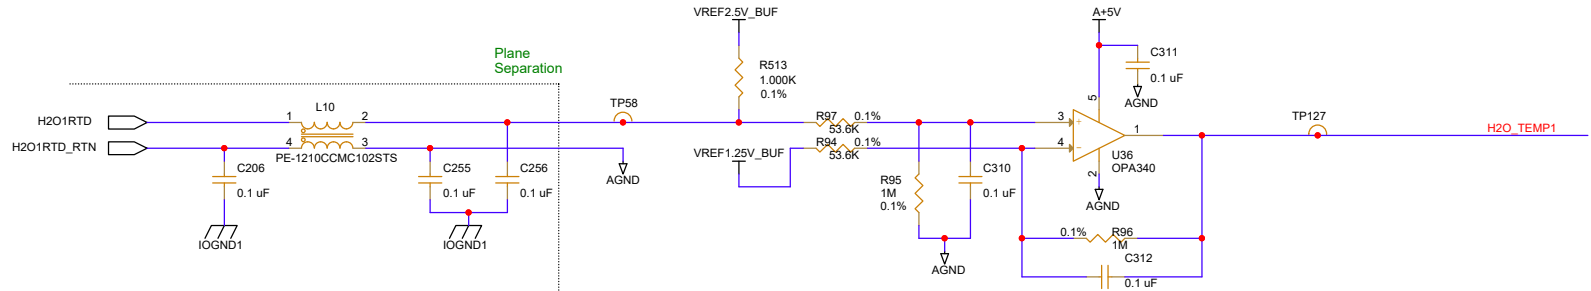 VREF2.5V_BUF
A+5V
Plane
Separation
R513
1.000K
0.1%
C311
0.1 uF
AGND
L10
TP58
TP127
H2O1RTD
1
2
R97
0.1%
53.6K
3
+
5
1
H2O_TEMP1
H2O1RTD_RTN
4
3
PE-1210CCMC102STS
R94
0.1%
53.6K
4
-
U36
OPA340
2
VREF1.25V_BUF
AGND
C206
0.1 uF
C255
0.1 uF
C256
0.1 uF
R95
1M
0.1%
C310
0.1 uF
AGND
IOGND1
IOGND1
0.1%
R96
1M
AGND
C312
0.1 uF